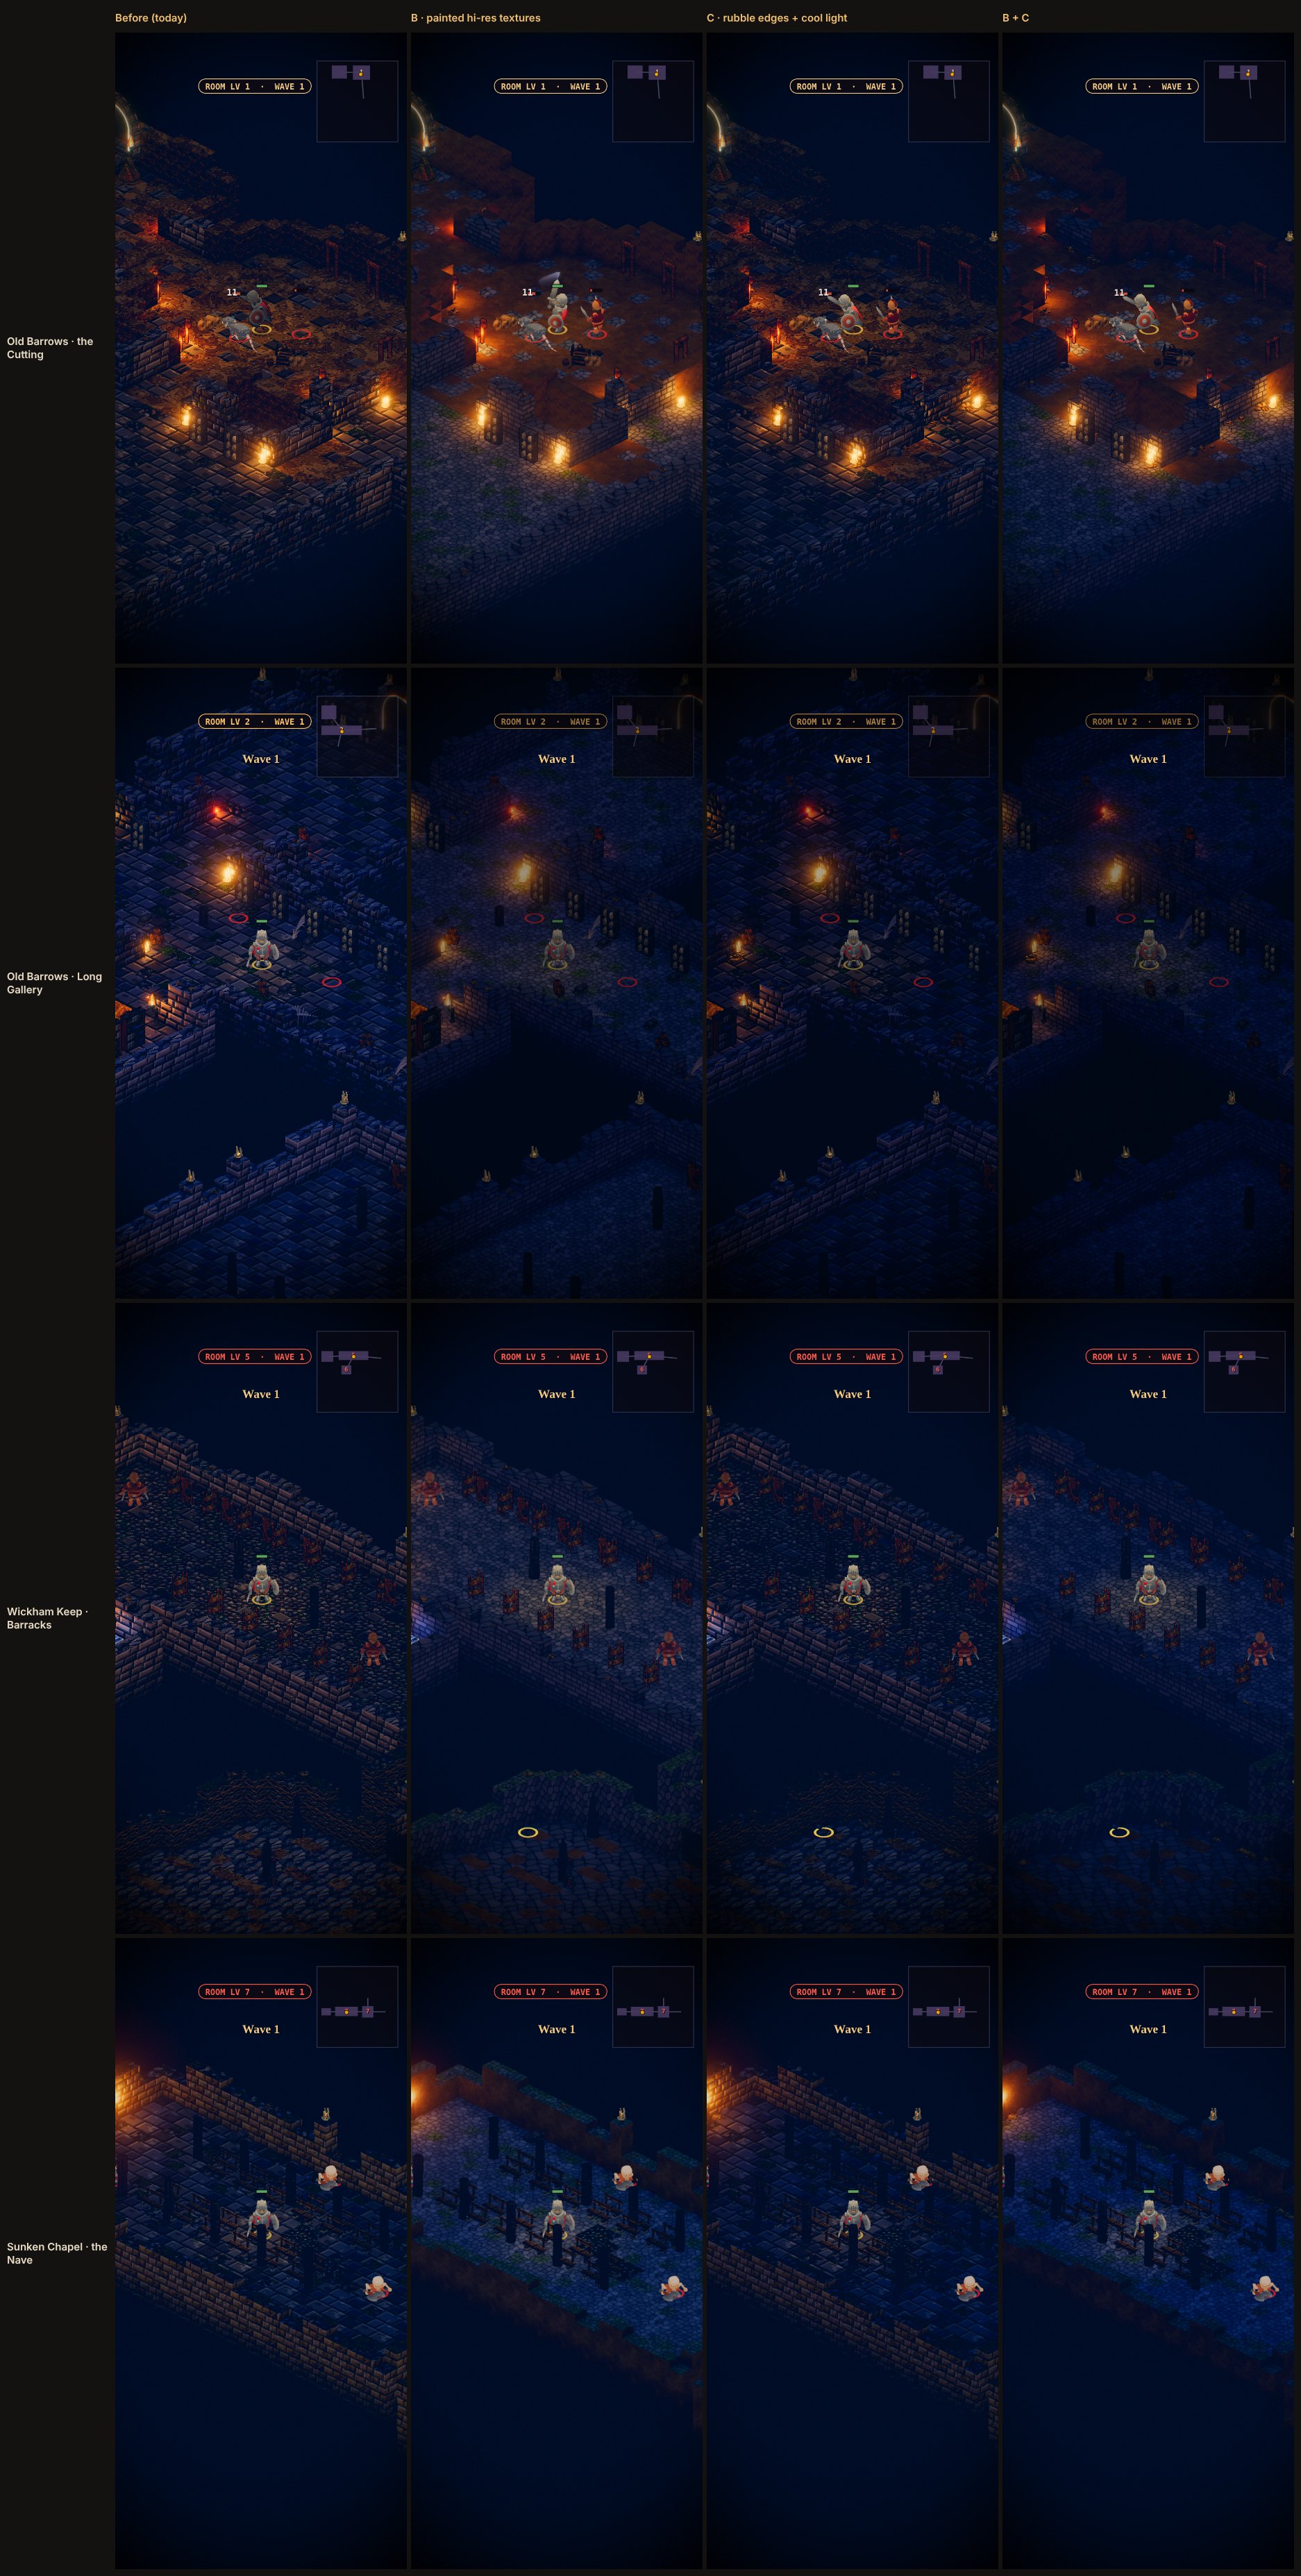 Before (today)
B · painted hi-res textures
C · rubble edges + cool light
B + C
Old Barrows · the
Cutting
ROOM LV 1 · WAVE 1
11
ROOM LV 1 · WAVE 1
11
ROOM LV 1 · WAVE 1
11
ROOM LV 1 · WAVE 1
11
Old Barrows · Long
Gallery
ROOM LV 2 · WAVE 1
Wave 1
ROOM LV 2 · WAVE 1
Wave 1
ROOM LV 2 · WAVE 1
Wave 1
ROOM LV 2 · WAVE 1
Wave 1
Wickham Keep ·
Barracks
ROOM LV 5 · WAVE 1
Wave 1
ROOM LV 5 · WAVE 1
Wave 1
ROOM LV 5 · WAVE 1
Wave 1
ROOM LV 5 · WAVE 1
Wave 1
Sunken Chapel · the
Nave
ROOM LV 7 · WAVE 1
Wave 1
ROOM LV 7 · WAVE 1
Wave 1
ROOM LV 7 · WAVE 1
Wave 1
ROOM LV 7 · WAVE 1
Wave 1